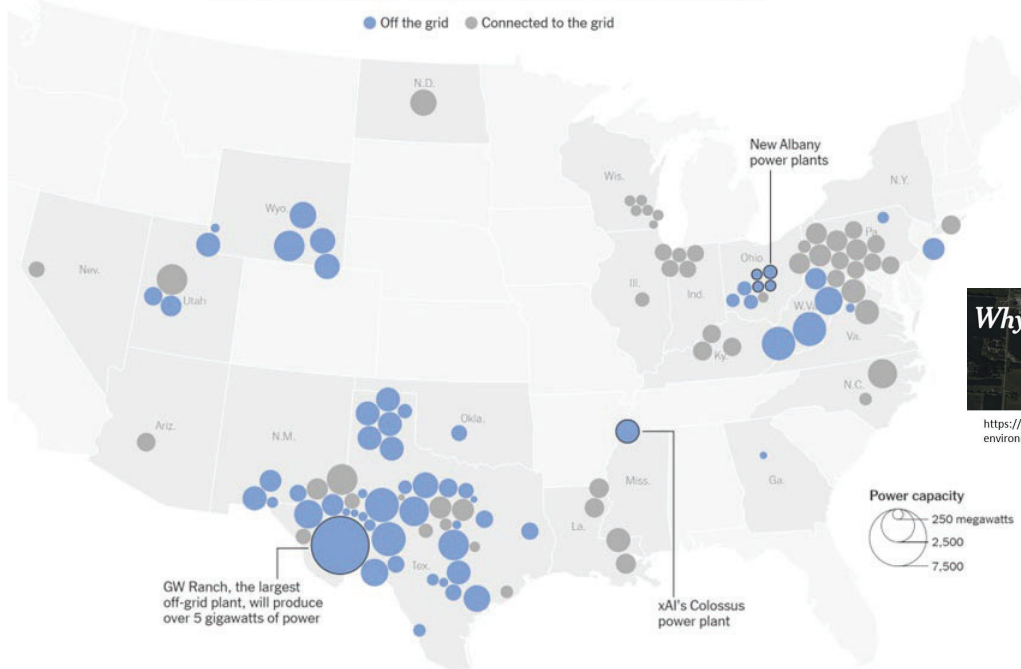 Off the grid
Connected to the grid
N.D.
New Albany
power plants
Wis.
N.Y.
Wyo.
Pa.
Ohio
Nev.
Utah
Ill.
Ind.
W.Va.
Va.
Ky.
Why
N.C.
https://
environ
Ariz.
N.M.
Okla.
Miss.
Ga.
La.
Tex.
Power capacity
250 megawatts
2,500
7,500
GW Ranch, the largest
off-grid plant, will produce
over 5 gigawatts of power
xAI's Colossus
power plant